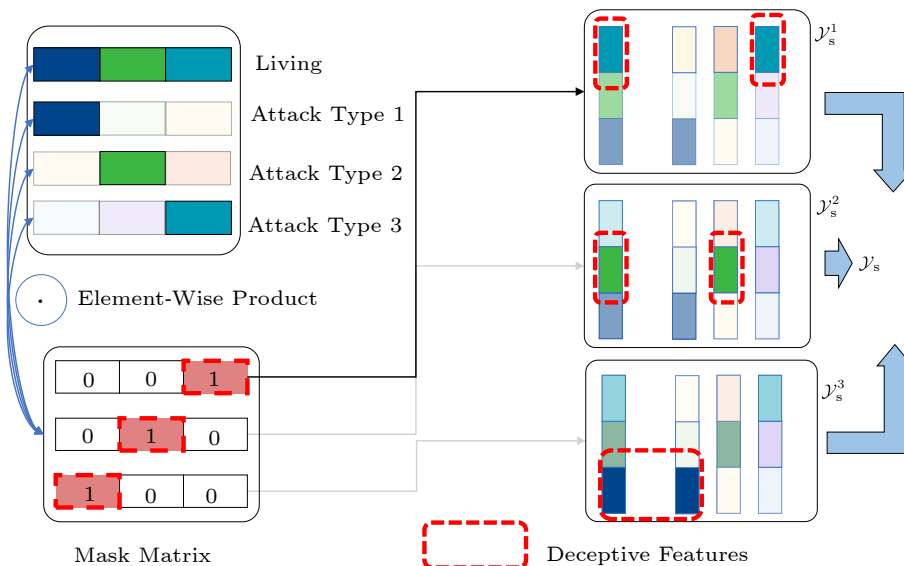 Living
Attack Type 1
Attack Type 2
Attack Type 3
Element-Wise Product
0 0 1
0 1 0
1 0 0
Mask Matrix
𝒴ₛ¹
𝒴ₛ²
𝒴ₛ
𝒴ₛ³
Deceptive Features